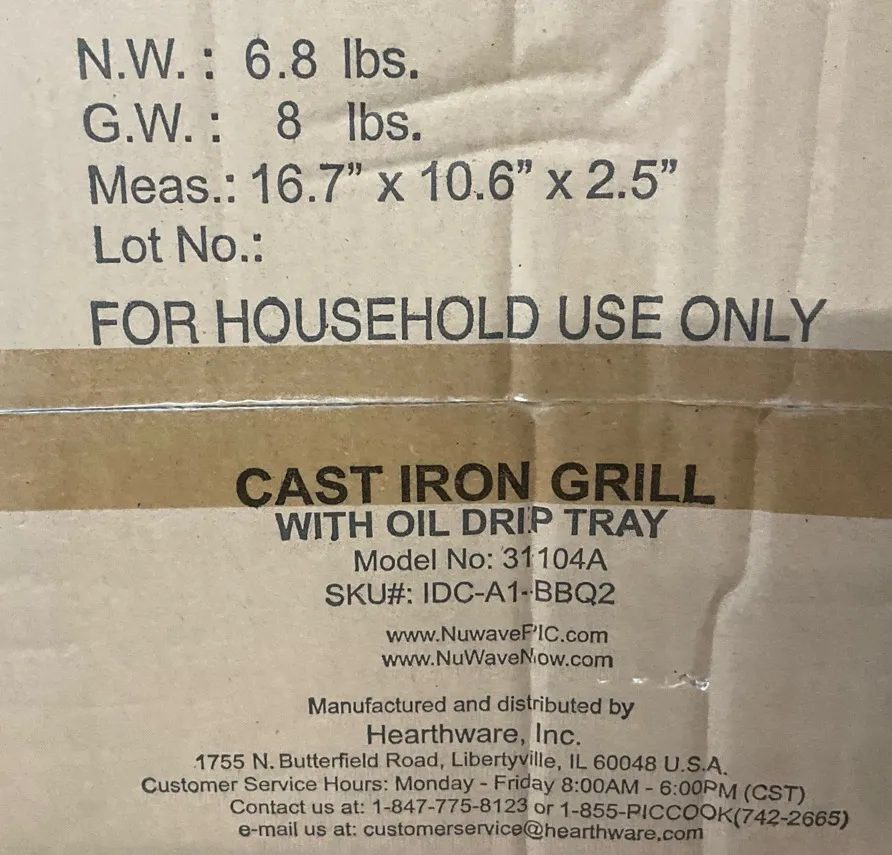 N.W. : 6.8 lbs.
G.W. : 8 lbs.
Meas.: 16.7” x 10.6” x 2.5”
Lot No.:
FOR HOUSEHOLD USE ONLY
CAST IRON GRILL
WITH OIL DRIP TRAY
Model No: 31104A
SKU#: IDC-A1-BBQ2
www.NuwavePIC.com
www.NuWaveNow.com
Manufactured and distributed by
Hearthware, Inc.
1755 N. Butterfield Road, Libertyville, IL 60048 U.S.A.
Customer Service Hours: Monday - Friday 8:00AM - 6:00PM (CST)
Contact us at: 1-847-775-8123 or 1-855-PICCOOK(742-2665)
e-mail us at: customerservice@hearthware.com